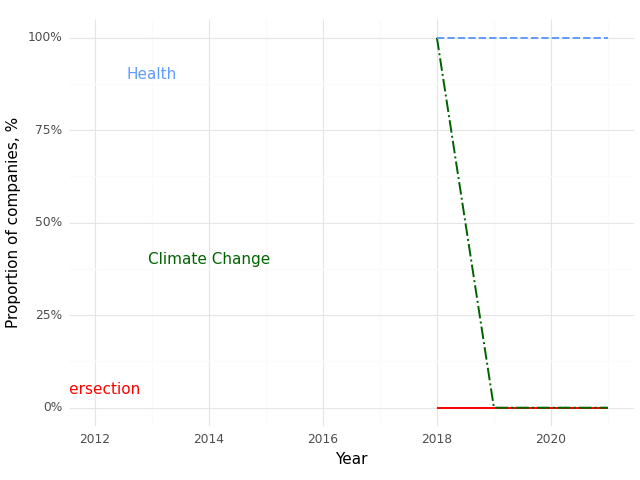 100%
Health
75%
50%
Climate Change
25%
ersection
0%
2012 2014 2016 2018 2020
Year
Proportion of companies, %